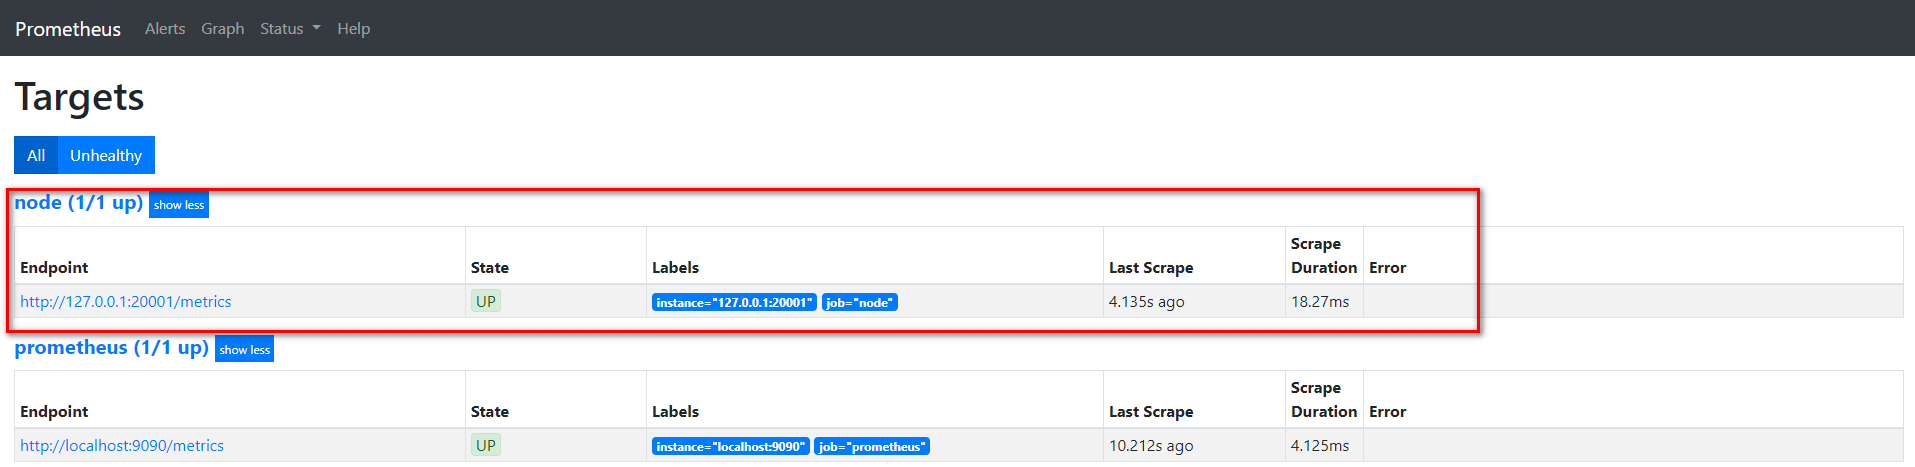 Prometheus Alerts Graph Status Help
Targets
All Unhealthy
node (1/1 up) show less
Endpoint State Labels Last Scrape Scrape Duration Error
http://127.0.0.1:20001/metrics UP instance="127.0.0.1:20001" job="node" 4.135s ago 18.27ms
prometheus (1/1 up) show less
Endpoint State Labels Last Scrape Scrape Duration Error
http://localhost:9090/metrics UP instance="localhost:9090" job="prometheus" 10.212s ago 4.125ms